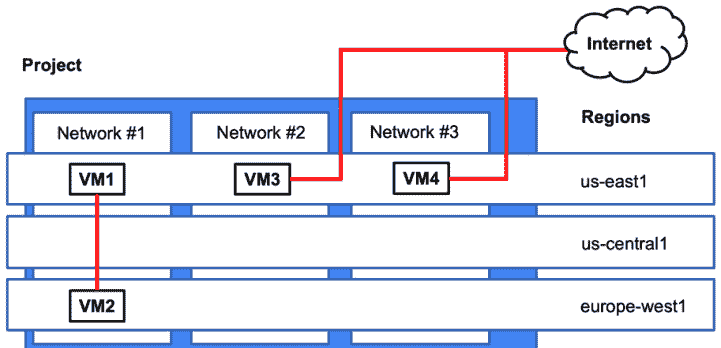 Internet
Project
Network #1
Network #2
Network #3
Regions
VM1
VM3
VM4
us-east1
us-central1
VM2
europe-west1